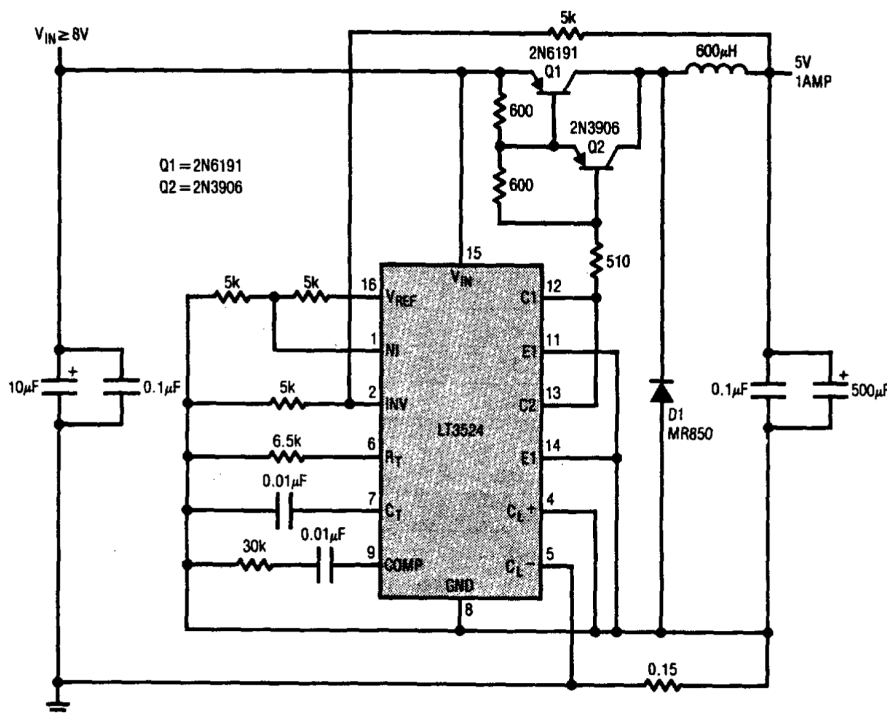 V_IN ≥ 8V
5k
2N6191
Q1
600μH
5V
1AMP
600
2N3906
Q2
Q1 = 2N6191
Q2 = 2N3906
600
510
15
V_IN
5k
5k
16
V_REF
C1
12
1
NI
E1
11
10μF
+
0.1μF
5k
2
INV
C2
13
LT3524
D1
MR850
0.1μF
+
500μF
6.5k
6
R_T
E1
14
0.01μF
7
C_T
C_L+
4
30k
0.01μF
9
COMP
C_L−
5
GND
8
0.15